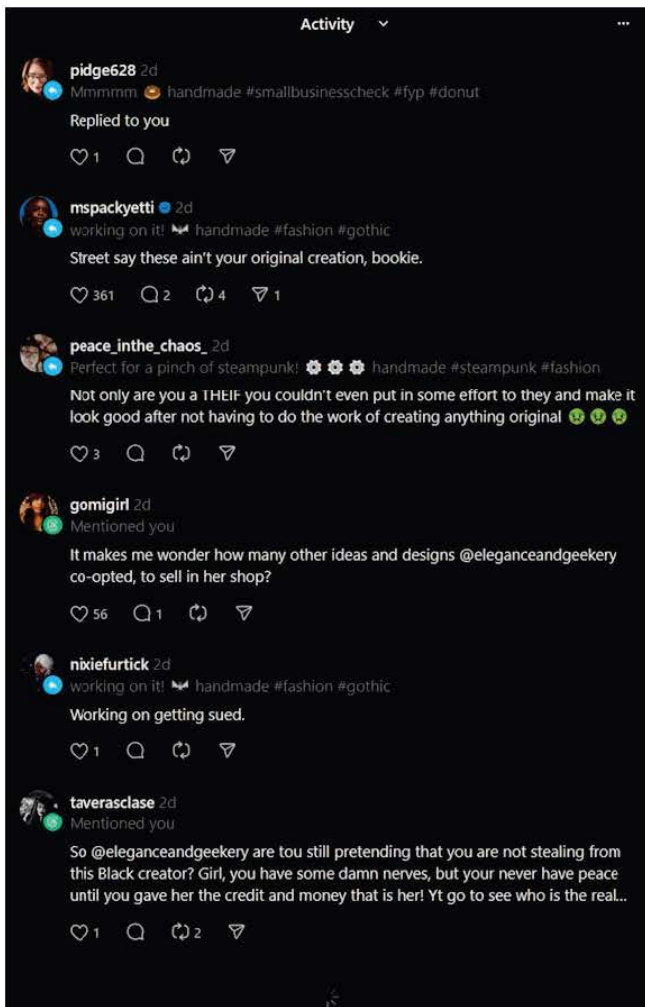 Activity
pidge628 2d
Mmmmm 🍩 handmade #smallbusinesscheck #fyp #donut
Replied to you
1
mspackyetti 2d
working on it! 🦇 handmade #fashion #gothic
Street say these ain't your original creation, bookie.
361 2 4 1
peace_inthe_chaos_ 2d
Perfect for a pinch of steampunk! ⚙️ ⚙️ ⚙️ handmade #steampunk #fashion
Not only are you a THEIF you couldn't even put in some effort to they and make it
look good after not having to do the work of creating anything original 🤢 🤢 🤢
3
gomigirl 2d
Mentioned you
It makes me wonder how many other ideas and designs @eleganceandgeekery
co-opted, to sell in her shop?
56 1
nixiefurtick 2d
working on it! 🦇 handmade #fashion #gothic
Working on getting sued.
1
taverasclase 2d
Mentioned you
So @eleganceandgeekery are tou still pretending that you are not stealing from
this Black creator? Girl, you have some damn nerves, but your never have peace
until you gave her the credit and money that is her! Yt go to see who is the real...
1 2